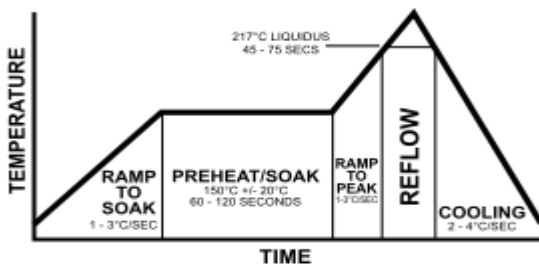 217°C LIQUIDUS
45 - 75 SECS
TEMPERATURE
RAMP
TO
SOAK
1 - 3°C/SEC
PREHEAT/SOAK
150°C +/- 20°C
60 - 120 SECONDS
RAMP
TO
PEAK
1-3°C/SEC
REFLOW
COOLING
2 - 4°C/SEC
TIME